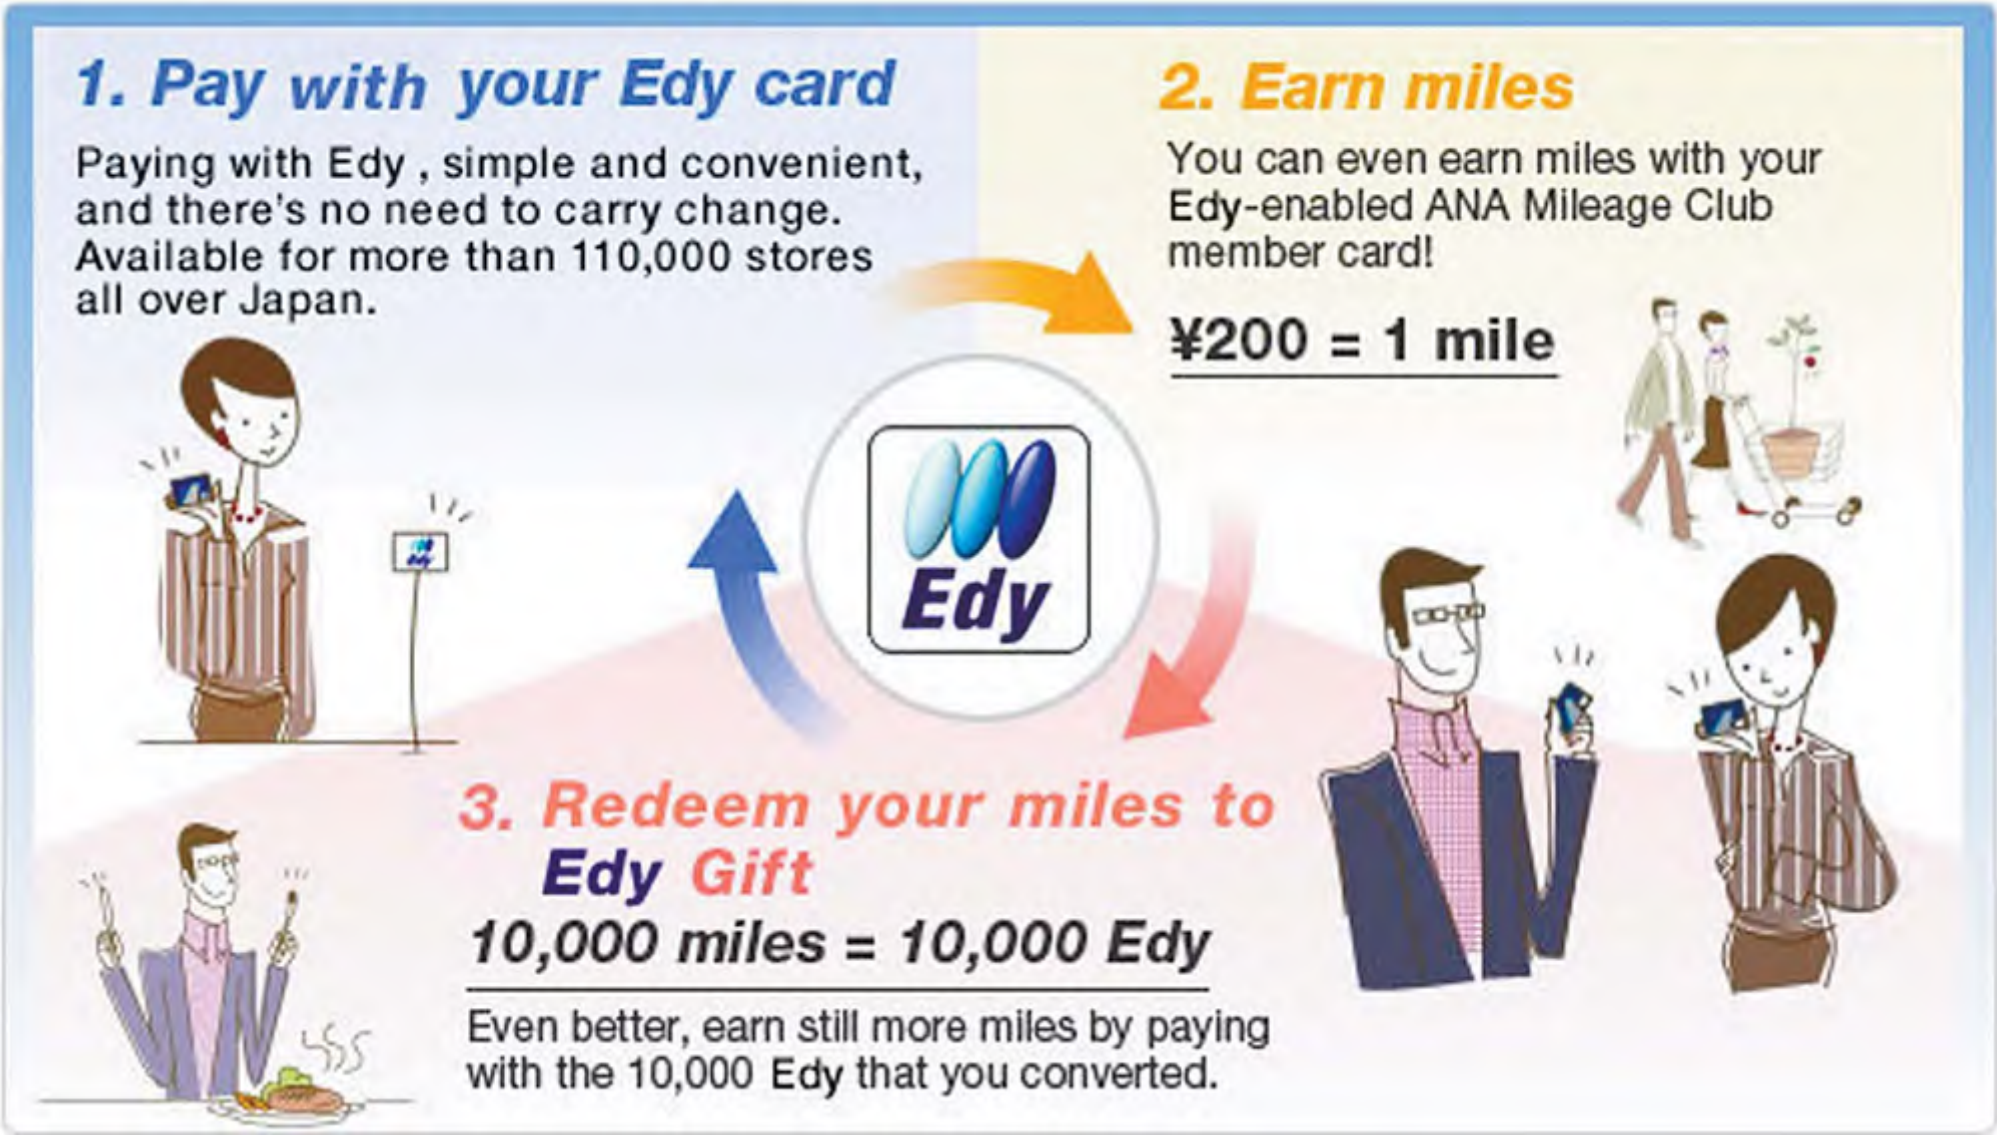 1. Pay with your Edy card
Paying with Edy , simple and convenient,
and there's no need to carry change.
Available for more than 110,000 stores
all over Japan.
2. Earn miles
You can even earn miles with your
Edy-enabled ANA Mileage Club
member card!
¥200 = 1 mile
Edy
Edy
3. Redeem your miles to
Edy Gift
10,000 miles = 10,000 Edy
Even better, earn still more miles by paying
with the 10,000 Edy that you converted.